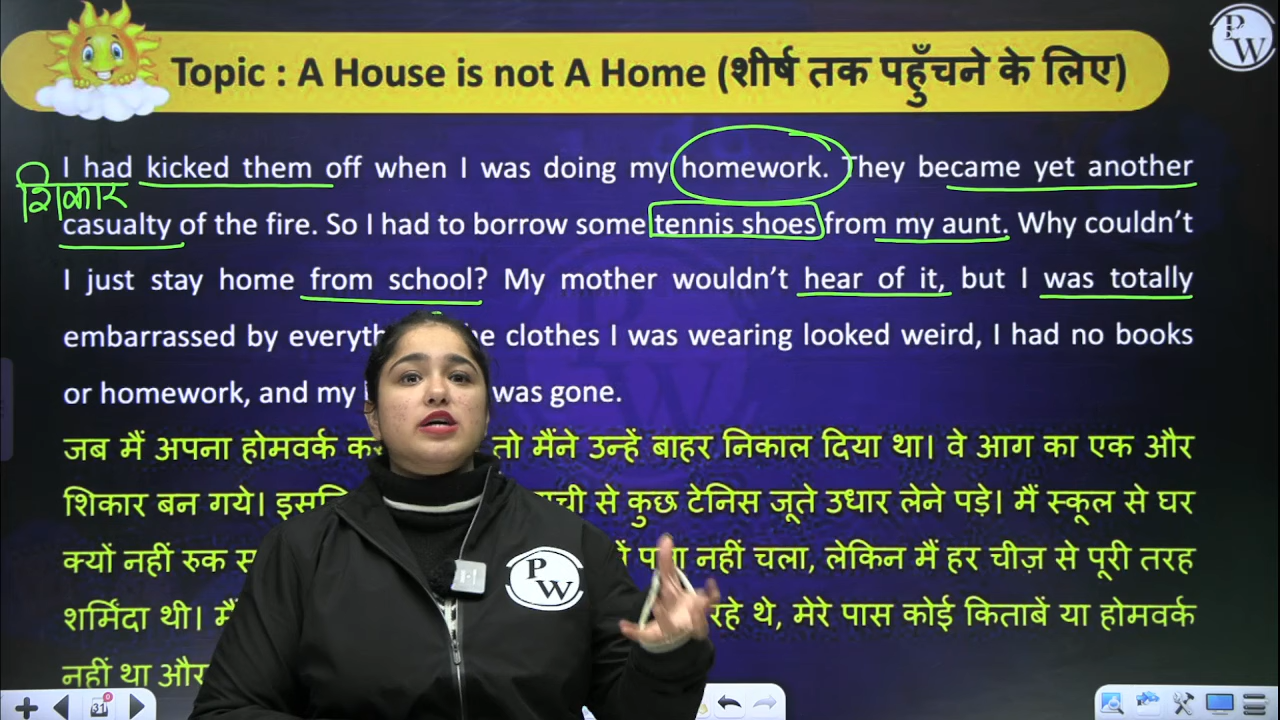 Topic : A House is not A Home (शीर्ष तक पहुँचने के लिए)
P
W
I had kicked them off when I was doing my homework. They became yet another
शिकार
casualty of the fire. So I had to borrow some tennis shoes from my aunt. Why couldn't
I just stay home from school? My mother wouldn't hear of it, but I was totally
embarrassed by the clothes I was wearing looked weird, I had no books
or homework, and my was gone.
जब मैं अपना होमवर्क तो मैंने उन्हें बाहर निकाल दिया था। वे आग का एक और
शिकार बन गये। से कुछ टेनिस जूते उधार लेने पड़े। मैं स्कूल से घर
क्यों नहीं रुक नहीं चला, लेकिन मैं हर चीज़ से पूरी तरह
शर्मिंदा थी। रहे थे, मेरे पास कोई किताबें या होमवर्क
नहीं था और
P
W
31